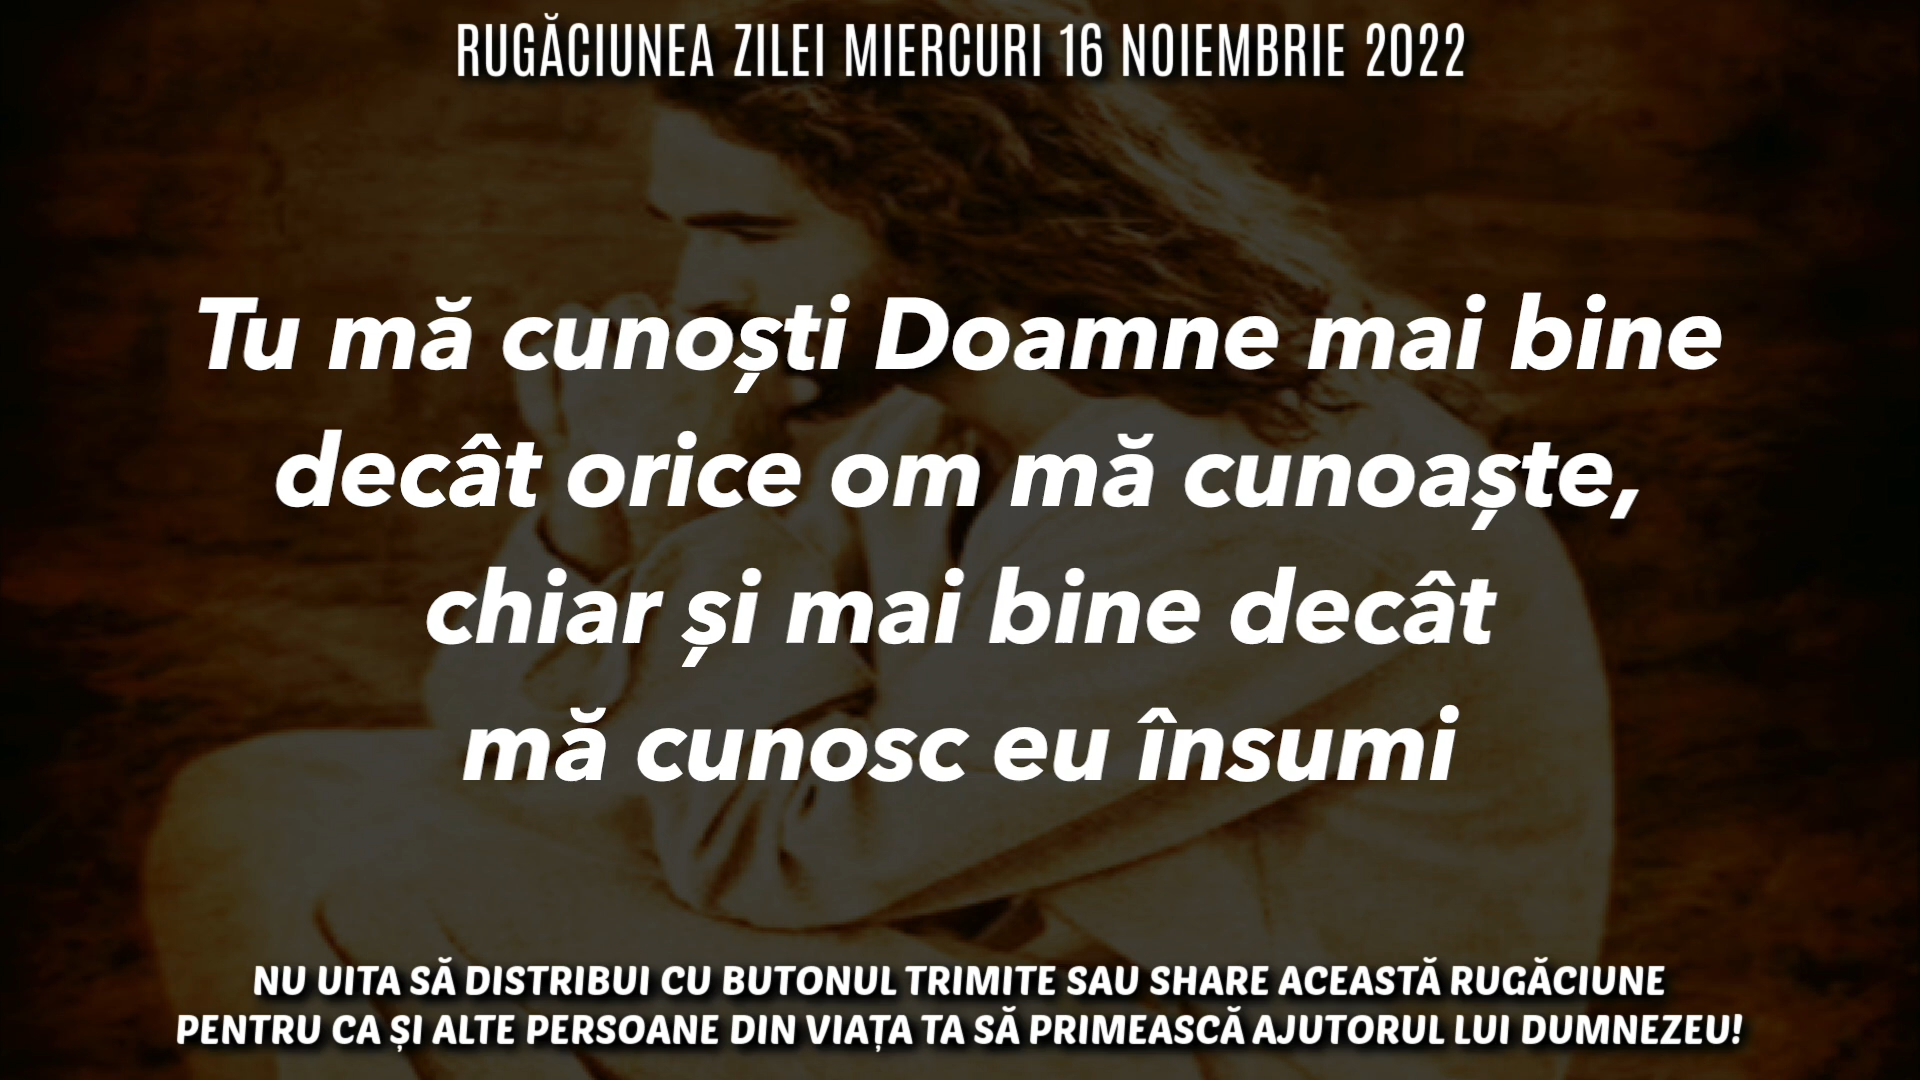 RUGĂCIUNEA ZILEI MIERCURI 16 NOIEMBRIE 2022
Tu mă cunoști Doamne mai bine
decât orice om mă cunoaște,
chiar și mai bine decât
mă cunosc eu însumi
NU UITA SĂ DISTRIBUI CU BUTONUL TRIMITE SAU SHARE ACEASTĂ RUGĂCIUNE
PENTRU CA ȘI ALTE PERSOANE DIN VIAȚA TA SĂ PRIMEASCĂ AJUTORUL LUI DUMNEZEU!